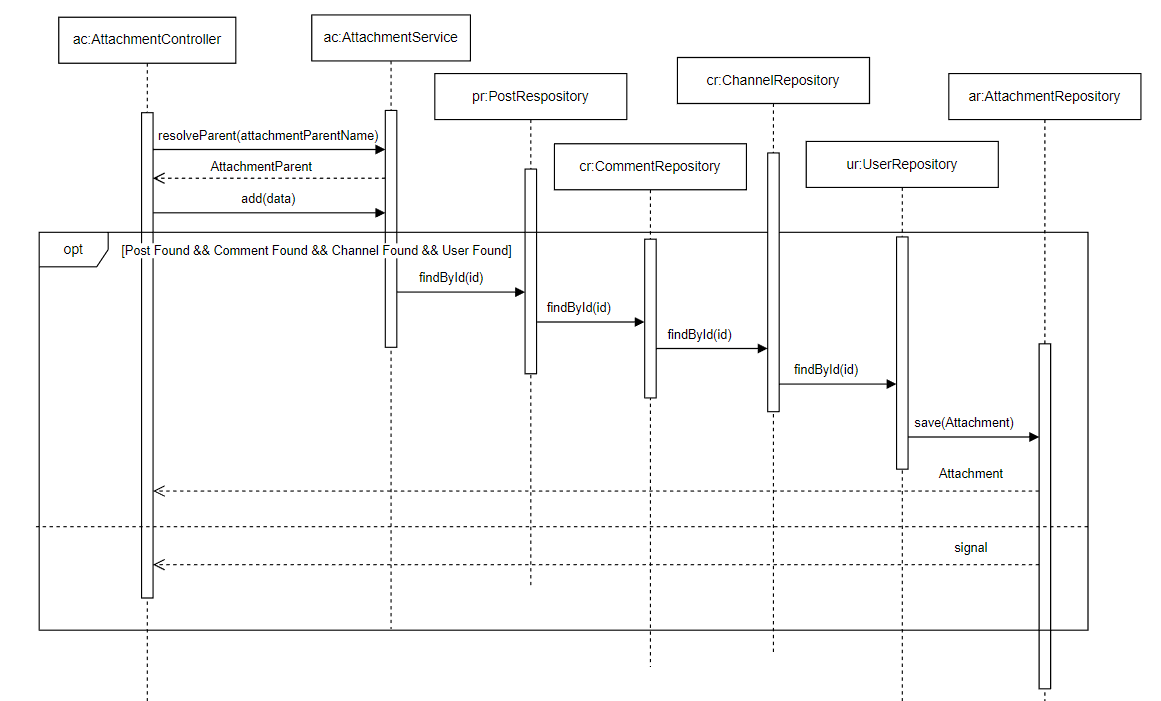 ac:AttachmentController
ac:AttachmentService
pr:PostRespository
cr:ChannelRepository
ar:AttachmentRepository
cr:CommentRepository
ur:UserRepository
resolveParent(attachmentParentName)
AttachmentParent
add(data)
opt
[Post Found && Comment Found && Channel Found && User Found]
findById(id)
findById(id)
findById(id)
findById(id)
save(Attachment)
Attachment
signal